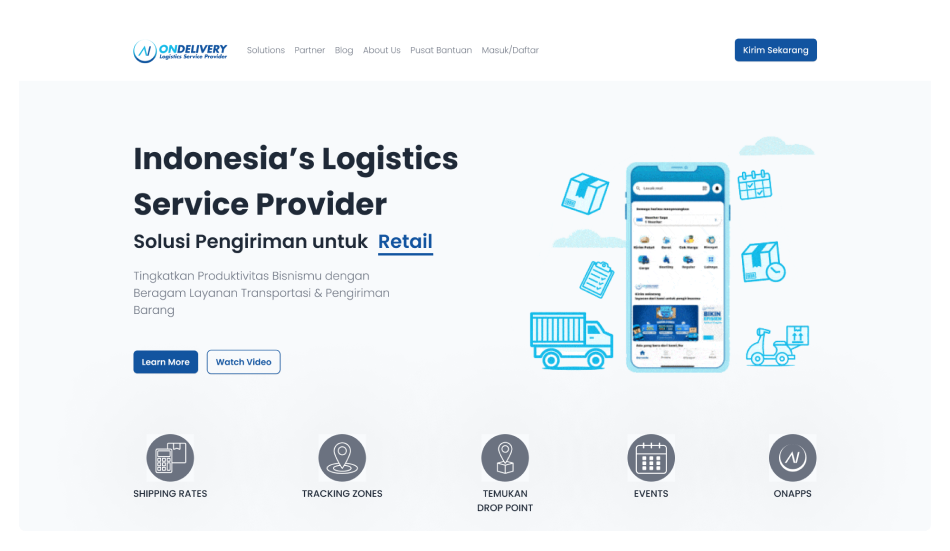 ONDELIVERY
Logistics Service Provider
Solutions Partner Blog About Us Pusat Bantuan Masuk/Daftar
Kirim Sekarang
Indonesia's Logistics
Service Provider
Solusi Pengiriman untuk Retail
Tingkatkan Produktivitas Bisnismu dengan
Beragam Layanan Transportasi & Pengiriman
Barang
Learn More Watch Video
SHIPPING RATES
TRACKING ZONES
TEMUKAN
DROP POINT
EVENTS
ONAPPS